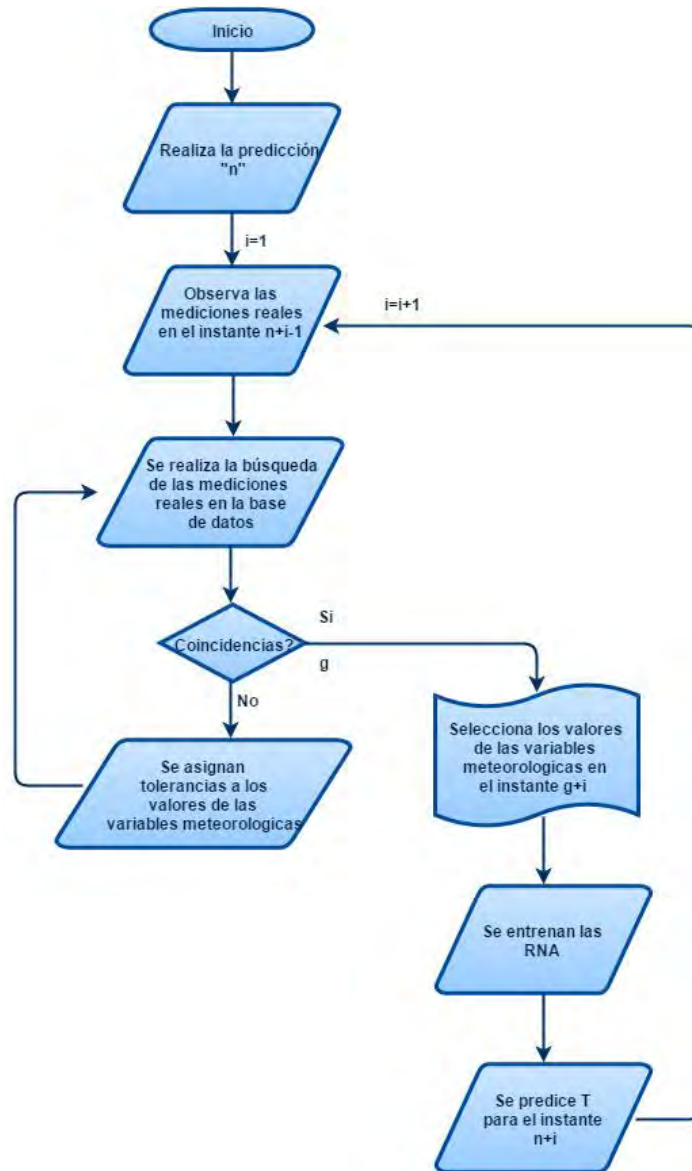 Inicio
Realiza la predicción
"n"
i=1
Observa las
mediciones reales
en el instante n+i-1
i=i+1
Se realiza la búsqueda
de las mediciones
reales en la base
de datos
Coincidencias?
Si
g
No
Se asignan
tolerancias a los
valores de las
variables meteorologicas
Selecciona los valores
de las variables
meteorologicas en
el instante g+i
Se entrenan las
RNA
Se predice T
para el instante
n+i